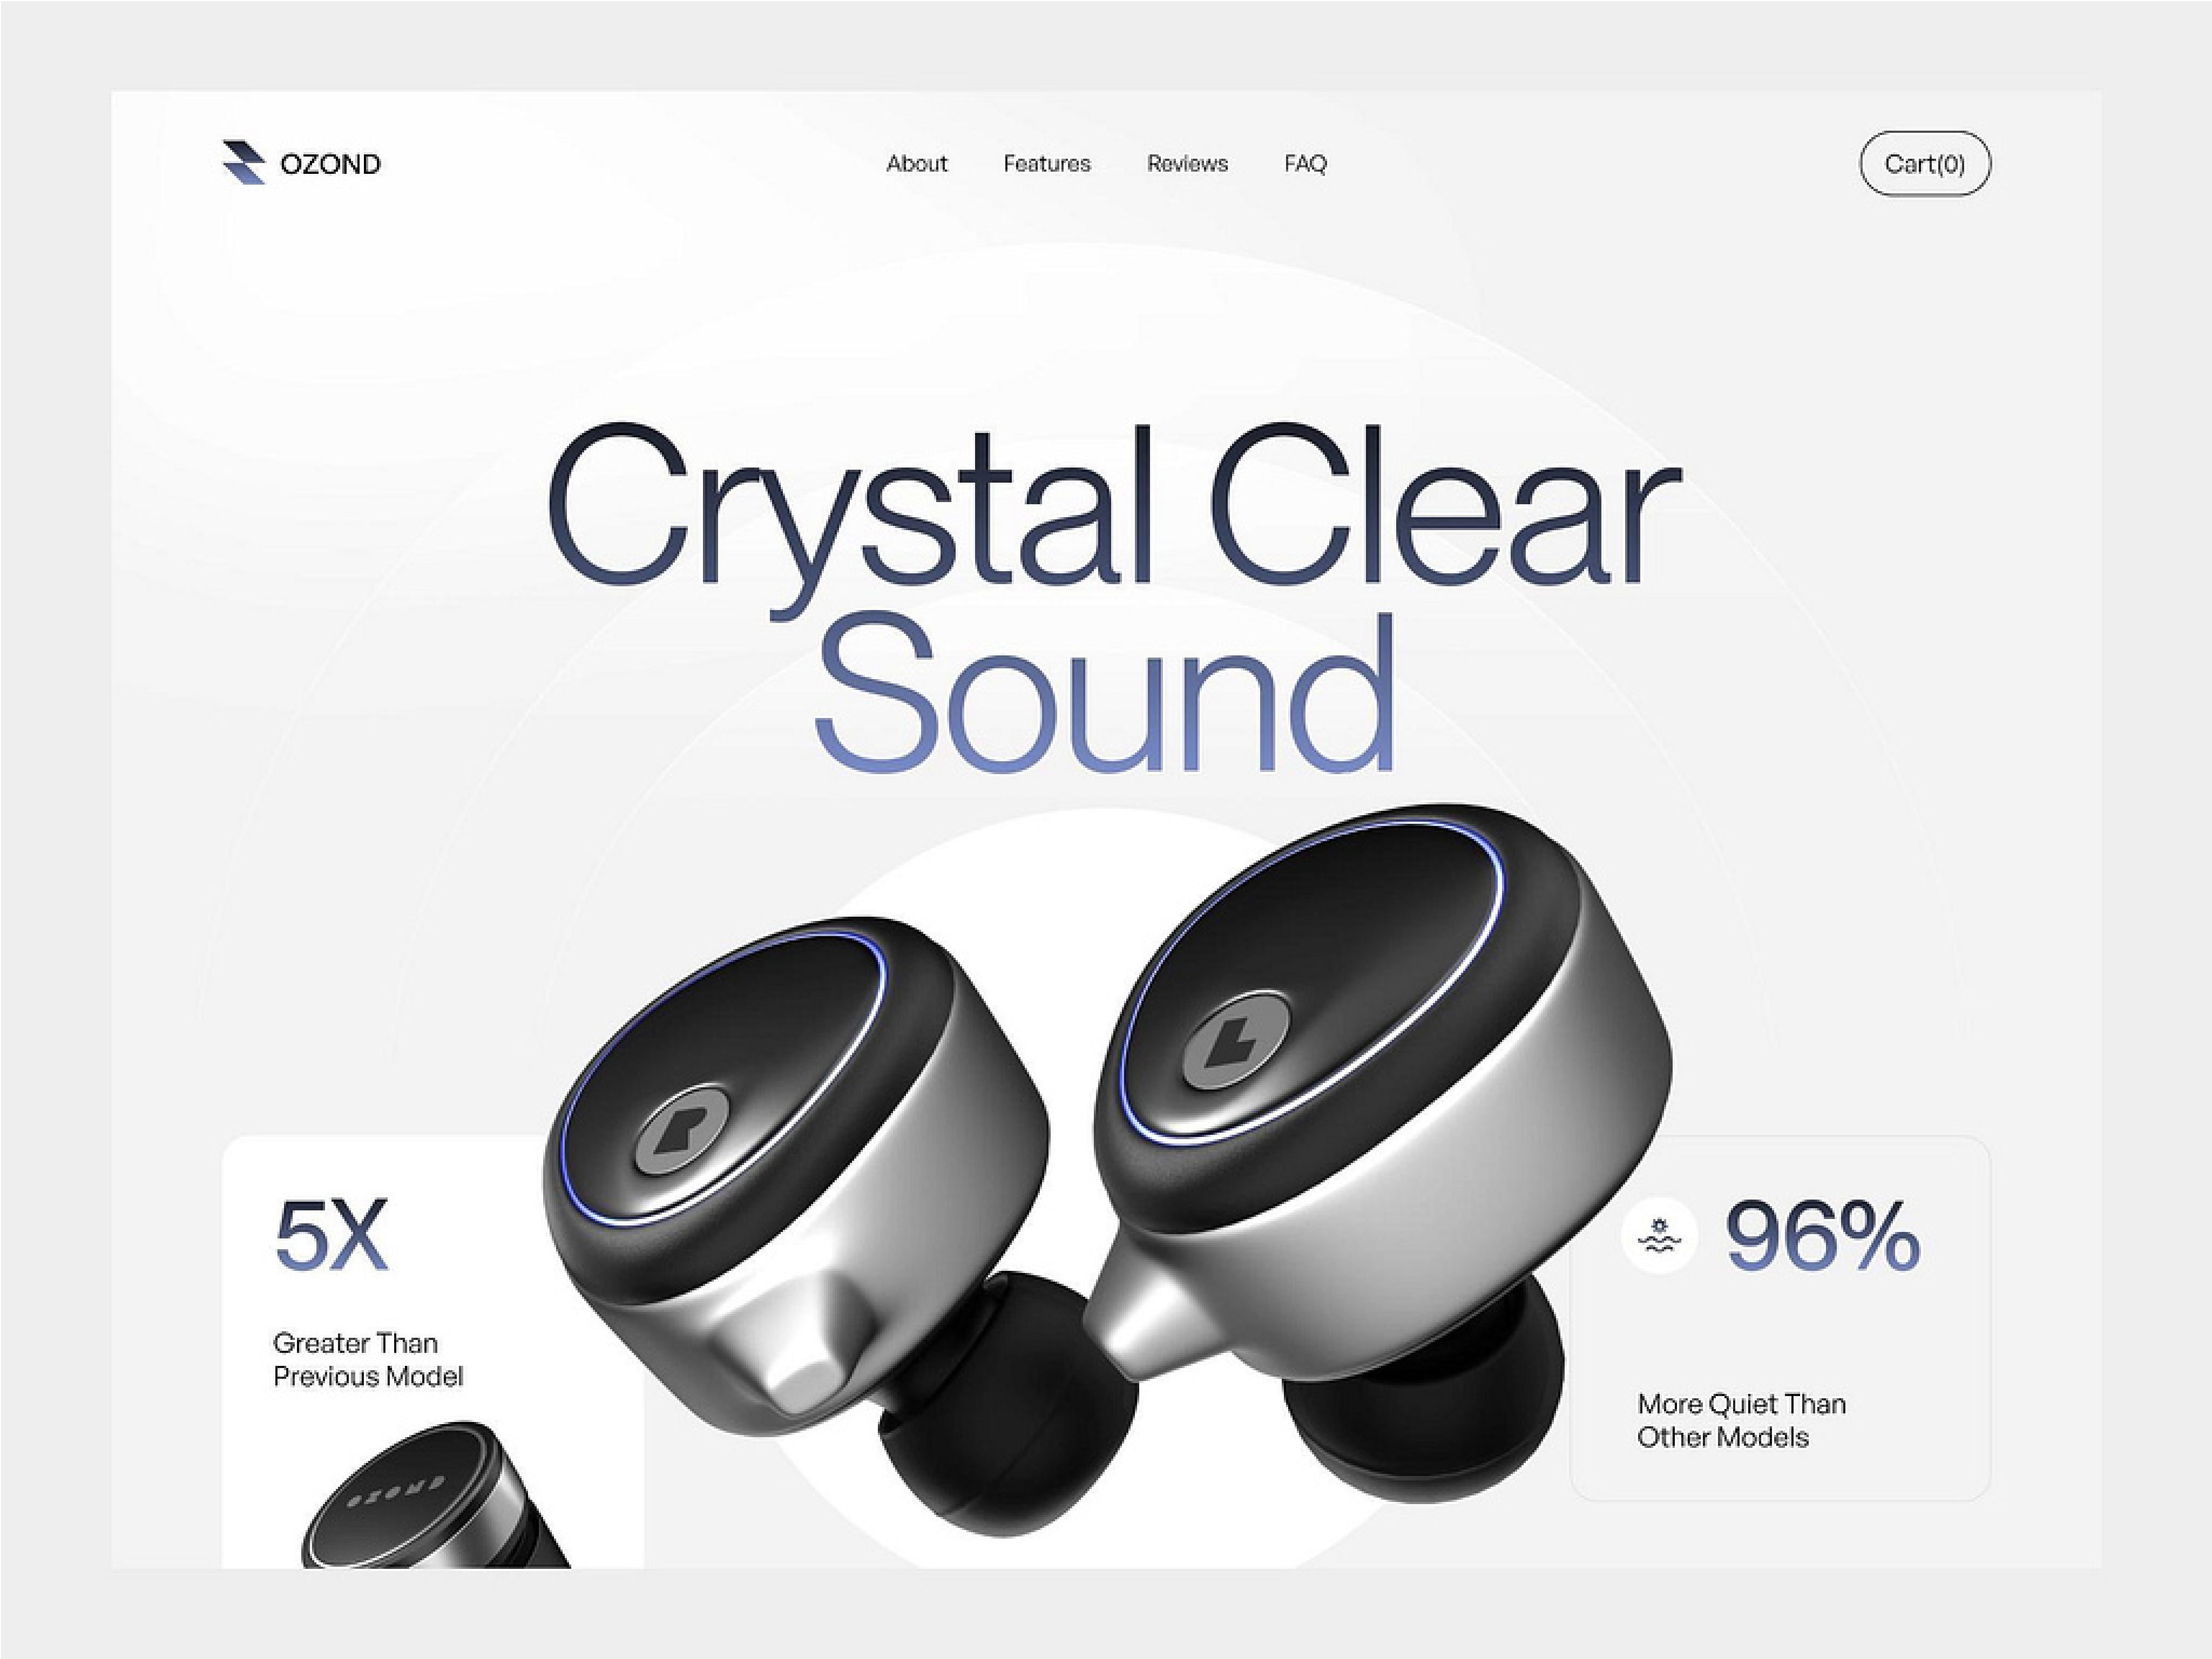 OZOND
About
Features
Reviews
FAQ
Cart(0)
Crystal Clear
Sound
R
L
5X
Greater Than
Previous Model
OZOND
96%
More Quiet Than
Other Models